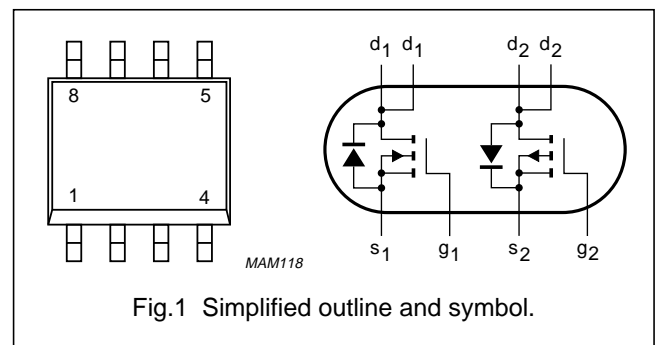 8 5
1 4
MAM118
d1 d1 d2 d2
s1 g1 s2 g2
Fig.1 Simplified outline and symbol.